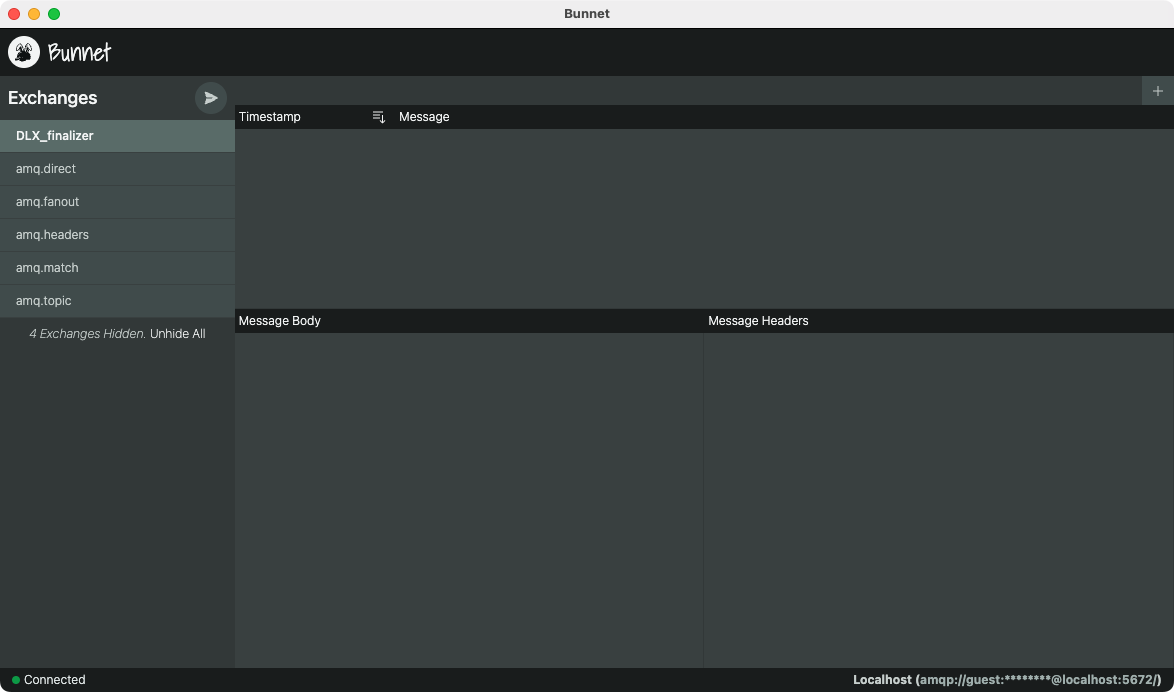 Bunnet
Bunnet
Exchanges
+
Timestamp Message
DLX_finalizer
amq.direct
amq.fanout
amq.headers
amq.match
amq.topic
4 Exchanges Hidden. Unhide All
Message Body Message Headers
Connected Localhost (amqp://guest:********@localhost:5672/)